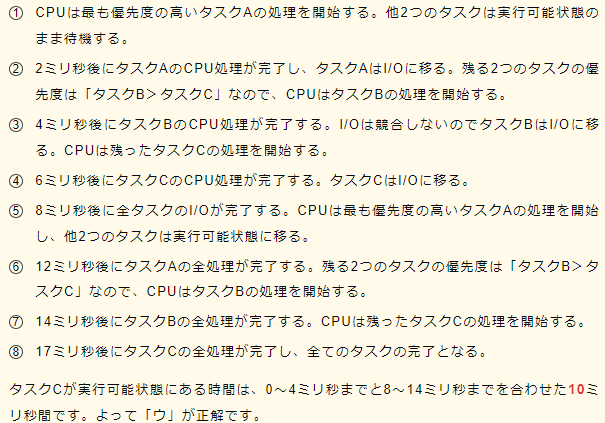 ① CPUは最も優先度の高いタスクAの処理を開始する。他2つのタスクは実行可能状態の
まま待機する。
② 2ミリ秒後にタスクAのCPU処理が完了し、タスクAはI/Oに移る。残る2つのタスクの優
先度は「タスクB＞タスクC」なので、CPUはタスクBの処理を開始する。
③ 4ミリ秒後にタスクBのCPU処理が完了する。I/Oは競合しないのでタスクBはI/Oに移
る。CPUは残ったタスクCの処理を開始する。
④ 6ミリ秒後にタスクCのCPU処理が完了する。タスクCはI/Oに移る。
⑤ 8ミリ秒後に全タスクのI/Oが完了する。CPUは最も優先度の高いタスクAの処理を開始
し、他2つのタスクは実行可能状態に移る。
⑥ 12ミリ秒後にタスクAの全処理が完了する。残る2つのタスクの優先度は「タスクB＞タ
スクC」なので、CPUはタスクBの処理を開始する。
⑦ 14ミリ秒後にタスクBの全処理が完了する。CPUは残ったタスクCの処理を開始する。
⑧ 17ミリ秒後にタスクCの全処理が完了し、全てのタスクの完了となる。
タスクCが実行可能状態にある時間は、0～4ミリ秒までと8～14ミリ秒までを合わせた10ミ
リ秒間です。よって「ウ」が正解です。